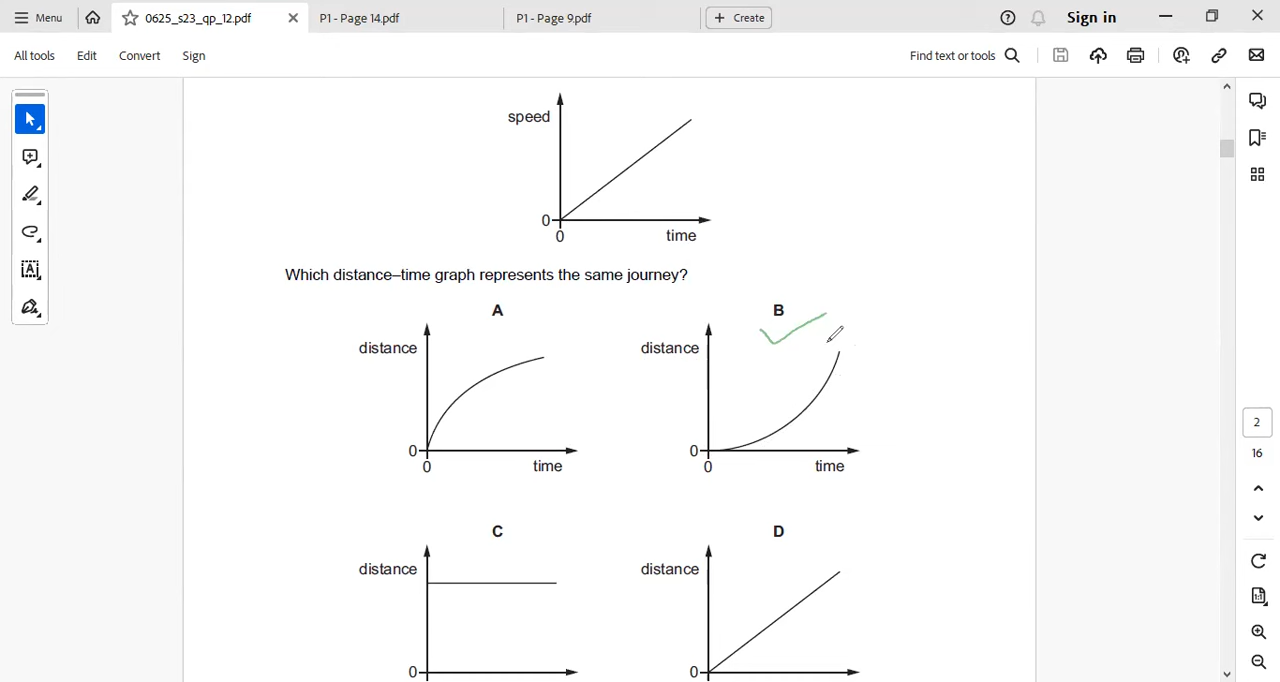 Menu
0625_s23_qp_12.pdf
P1 - Page 14.pdf
P1 - Page 9.pdf
+ Create
Sign in
All tools
Edit
Convert
Sign
Find text or tools
speed
0
0
time
Which distance–time graph represents the same journey?
A
B
distance
distance
0
0
0
time
0
time
C
D
distance
distance
0
0
2
16